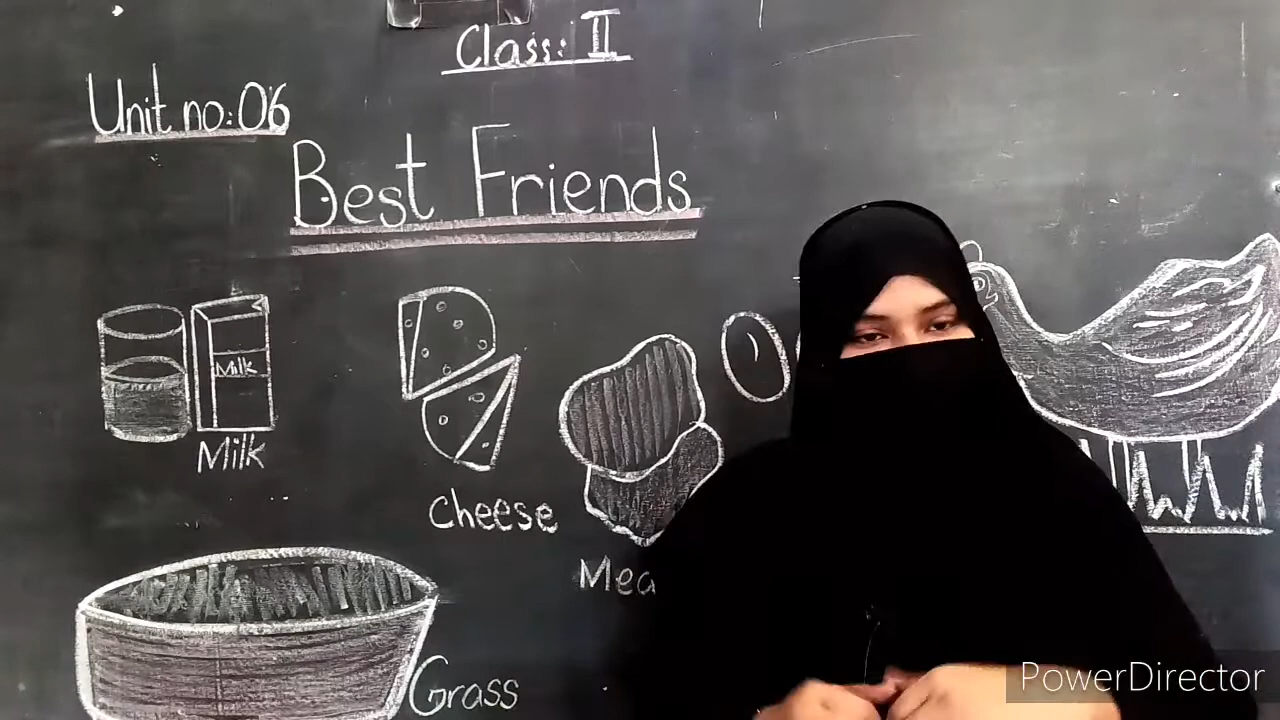 Class: II
Unit no:06
Best Friends
Milk
Milk
Cheese
Mea
Grass
PowerDirector